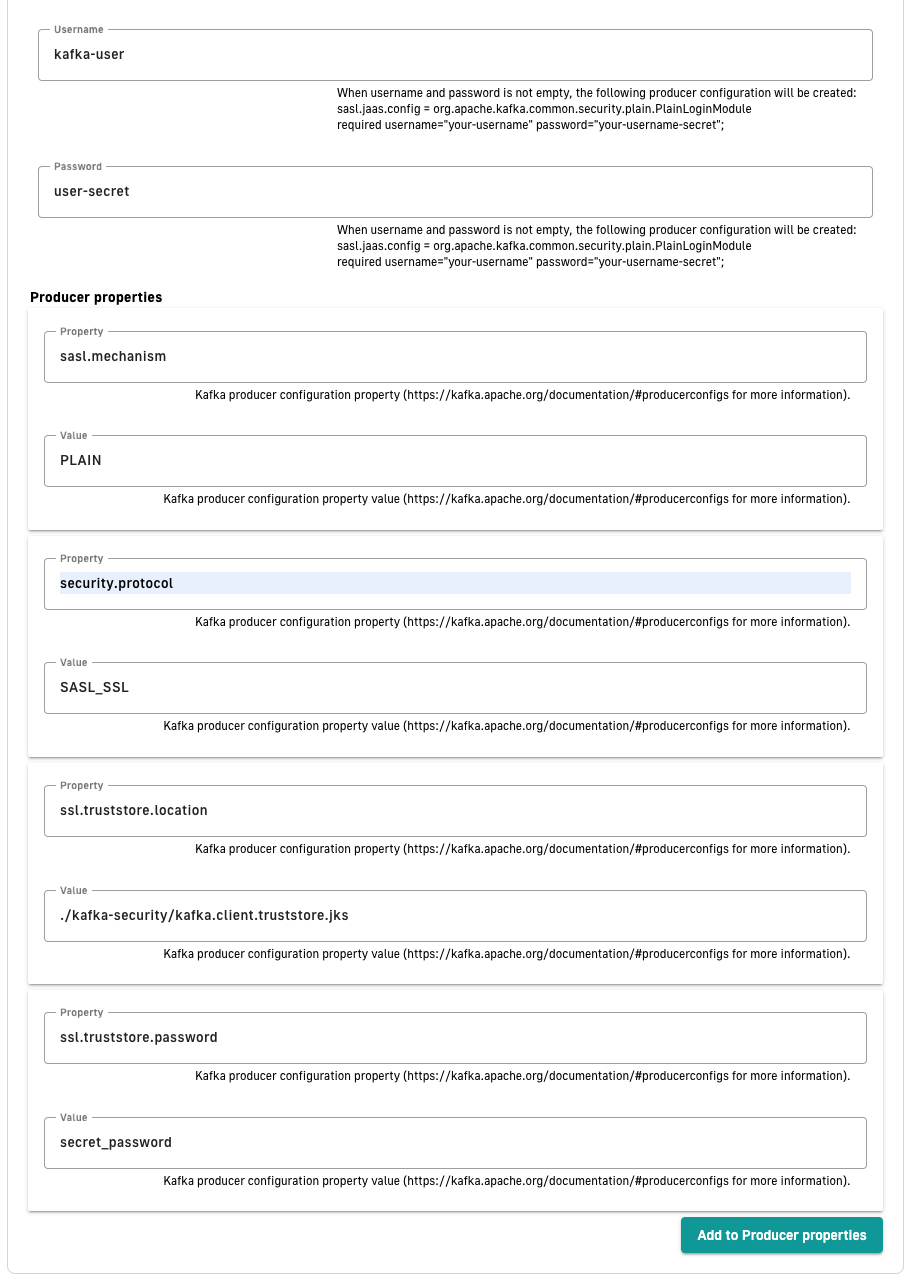 Username
kafka-user
When username and password is not empty, the following producer configuration will be created:
sasl.jaas.config = org.apache.kafka.common.security.plain.PlainLoginModule
required username="your-username" password="your-username-secret";
Password
user-secret
When username and password is not empty, the following producer configuration will be created:
sasl.jaas.config = org.apache.kafka.common.security.plain.PlainLoginModule
required username="your-username" password="your-username-secret";
Producer properties
Property
sasl.mechanism
Kafka producer configuration property (https://kafka.apache.org/documentation/#producerconfigs for more information).
Value
PLAIN
Kafka producer configuration property value (https://kafka.apache.org/documentation/#producerconfigs for more information).
Property
security.protocol
Kafka producer configuration property (https://kafka.apache.org/documentation/#producerconfigs for more information).
Value
SASL_SSL
Kafka producer configuration property value (https://kafka.apache.org/documentation/#producerconfigs for more information).
Property
ssl.truststore.location
Kafka producer configuration property (https://kafka.apache.org/documentation/#producerconfigs for more information).
Value
./kafka-security/kafka.client.truststore.jks
Kafka producer configuration property value (https://kafka.apache.org/documentation/#producerconfigs for more information).
Property
ssl.truststore.password
Kafka producer configuration property (https://kafka.apache.org/documentation/#producerconfigs for more information).
Value
secret_password
Kafka producer configuration property value (https://kafka.apache.org/documentation/#producerconfigs for more information).
Add to Producer properties